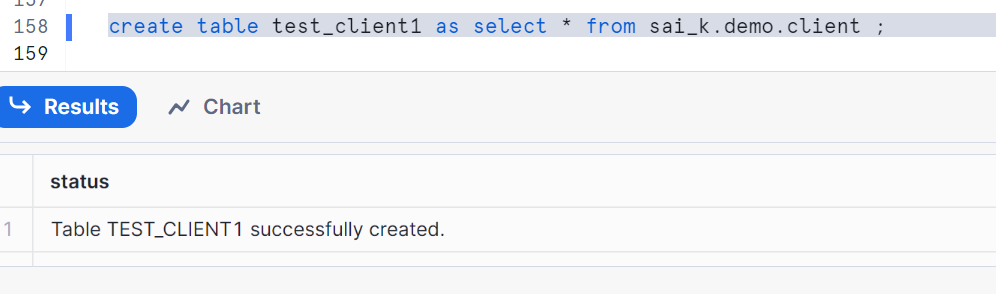 157
158 create table test_client1 as select * from sai_k.demo.client ;
159
Results Chart
status
1 Table TEST_CLIENT1 successfully created.